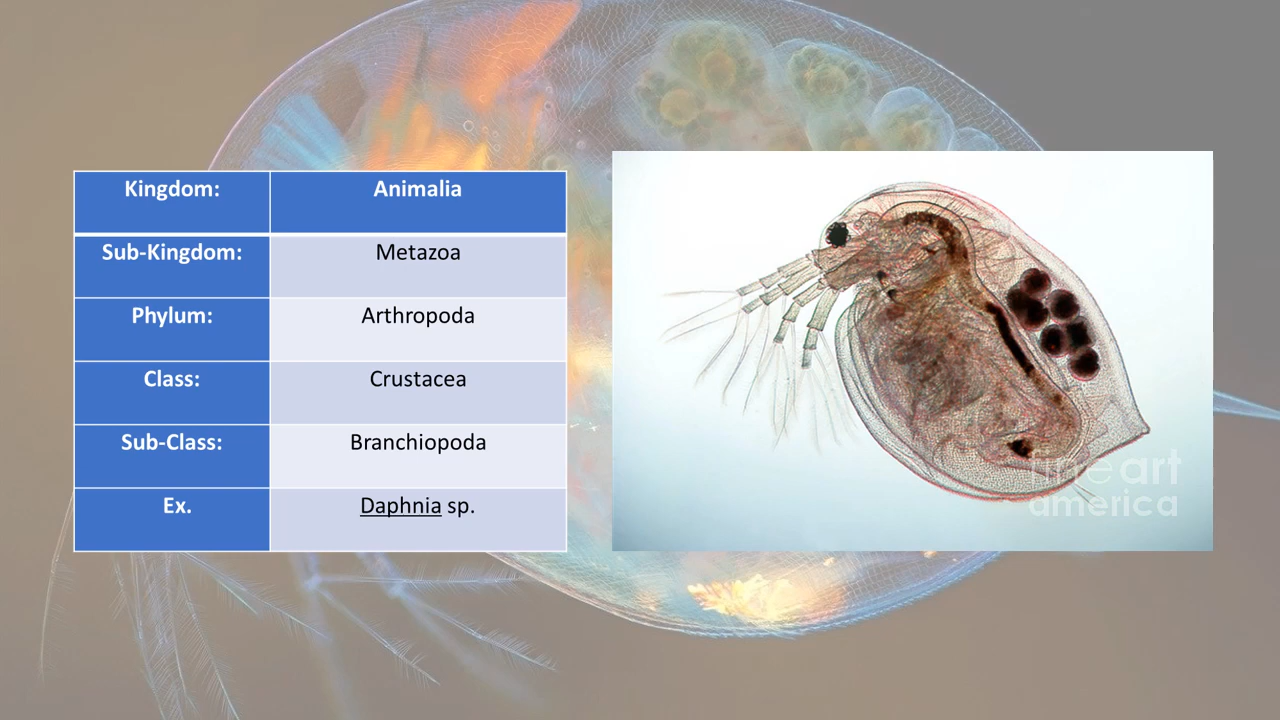 Kingdom: Animalia
Sub-Kingdom: Metazoa
Phylum: Arthropoda
Class: Crustacea
Sub-Class: Branchiopoda
Ex. Daphnia sp.
fine art
america